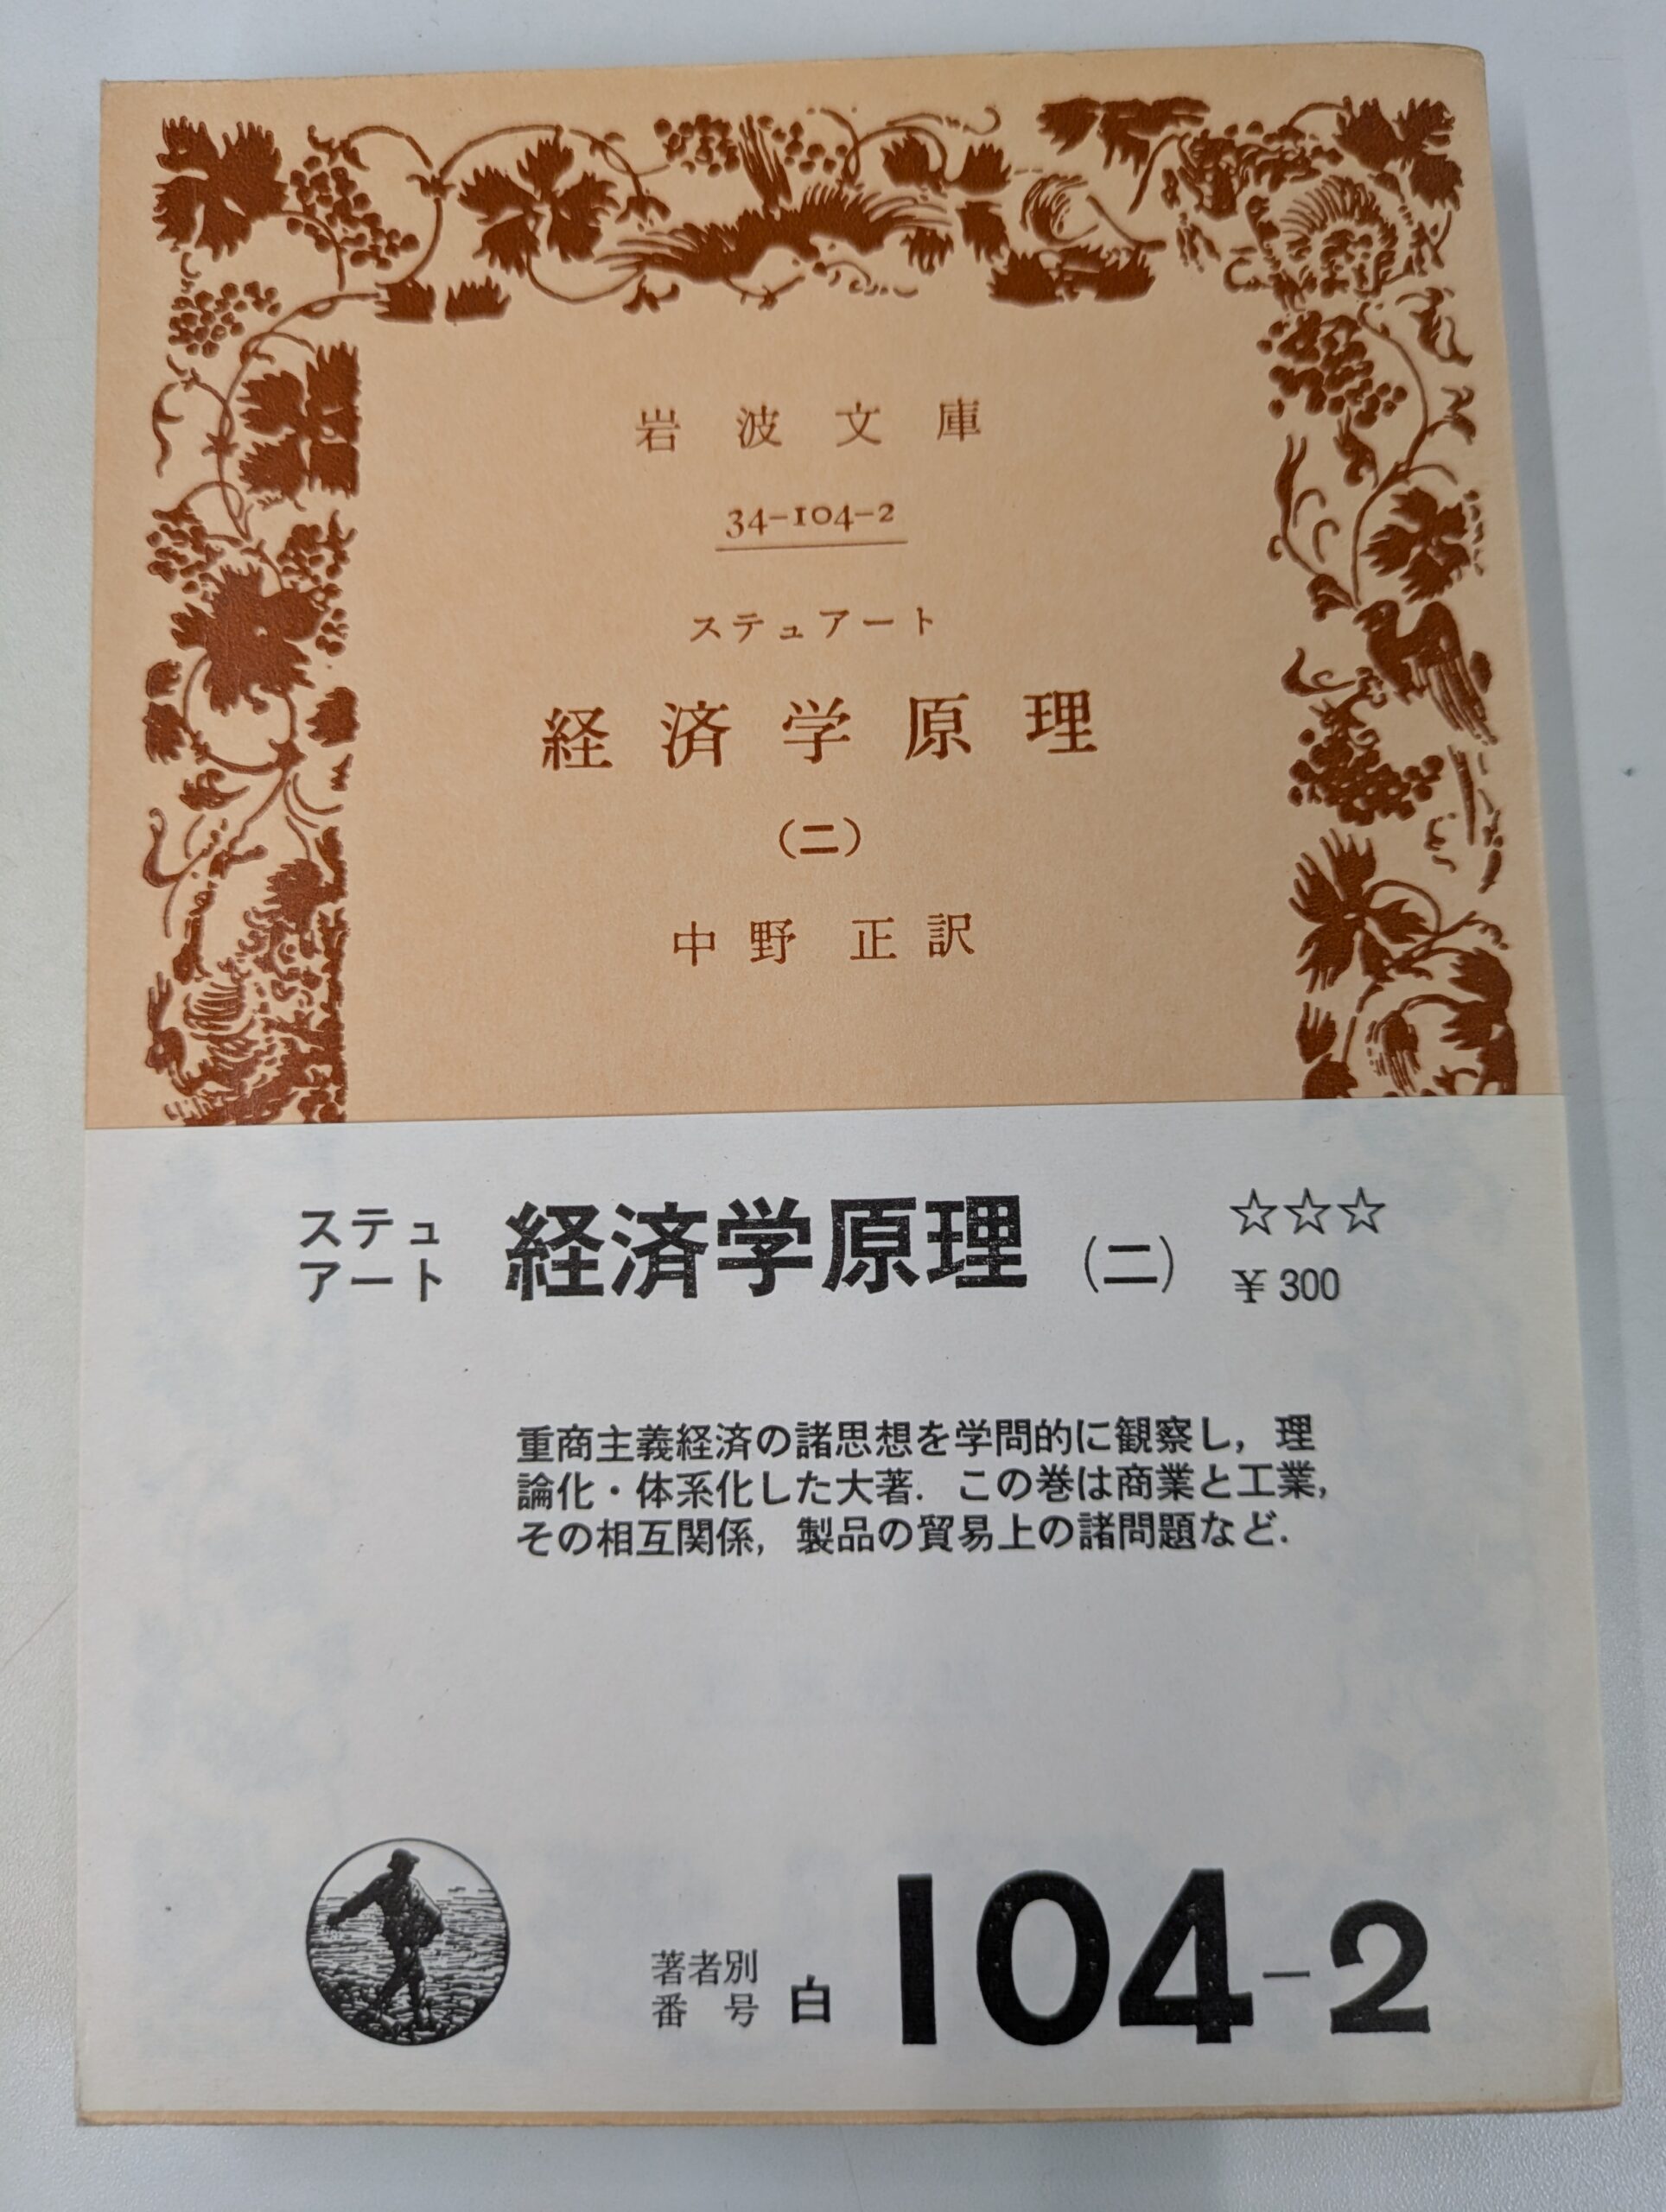 岩波文庫
34-104-2
ステュアート
経済学原理
(二)
中野 正訳
ステュアート 経済学原理 (二) ☆☆☆
¥300
重商主義経済の諸思想を学問的に観察し，理
論化・体系化した大著．この巻は商業と工業，
その相互関係，製品の貿易上の諸問題など．
著者別番号 白 104-2